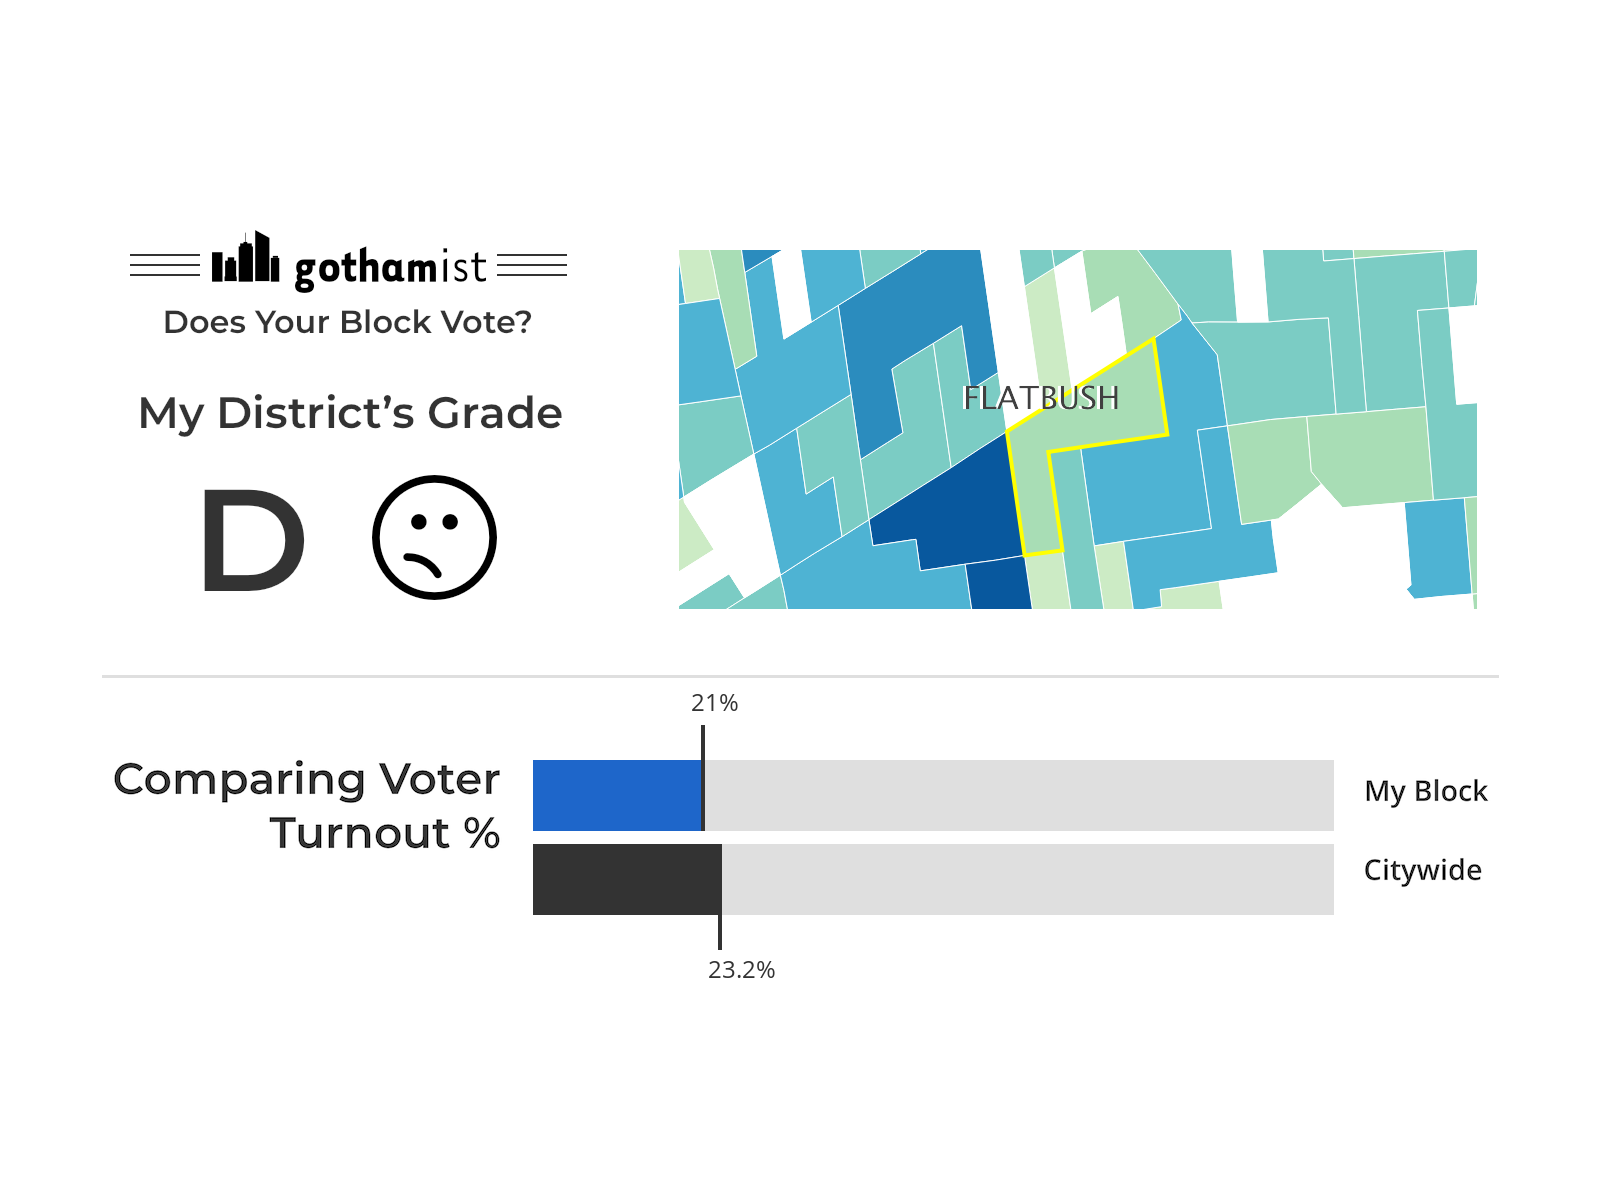 gothamist
Does Your Block Vote?
My District’s Grade
D
FLATBUSH
21%
Comparing Voter
Turnout %
My Block
Citywide
23.2%